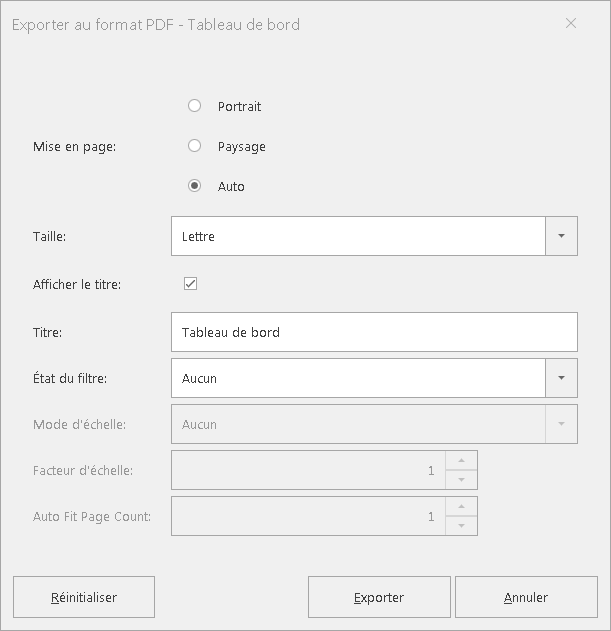 Exporter au format PDF - Tableau de bord
Portrait
Mise en page:
Paysage
Auto
Taille:
Lettre
Afficher le titre:
Titre:
Tableau de bord
État du filtre:
Aucun
Mode d'échelle:
Aucun
Facteur d'échelle:
1
Auto Fit Page Count:
1
Réinitialiser
Exporter
Annuler